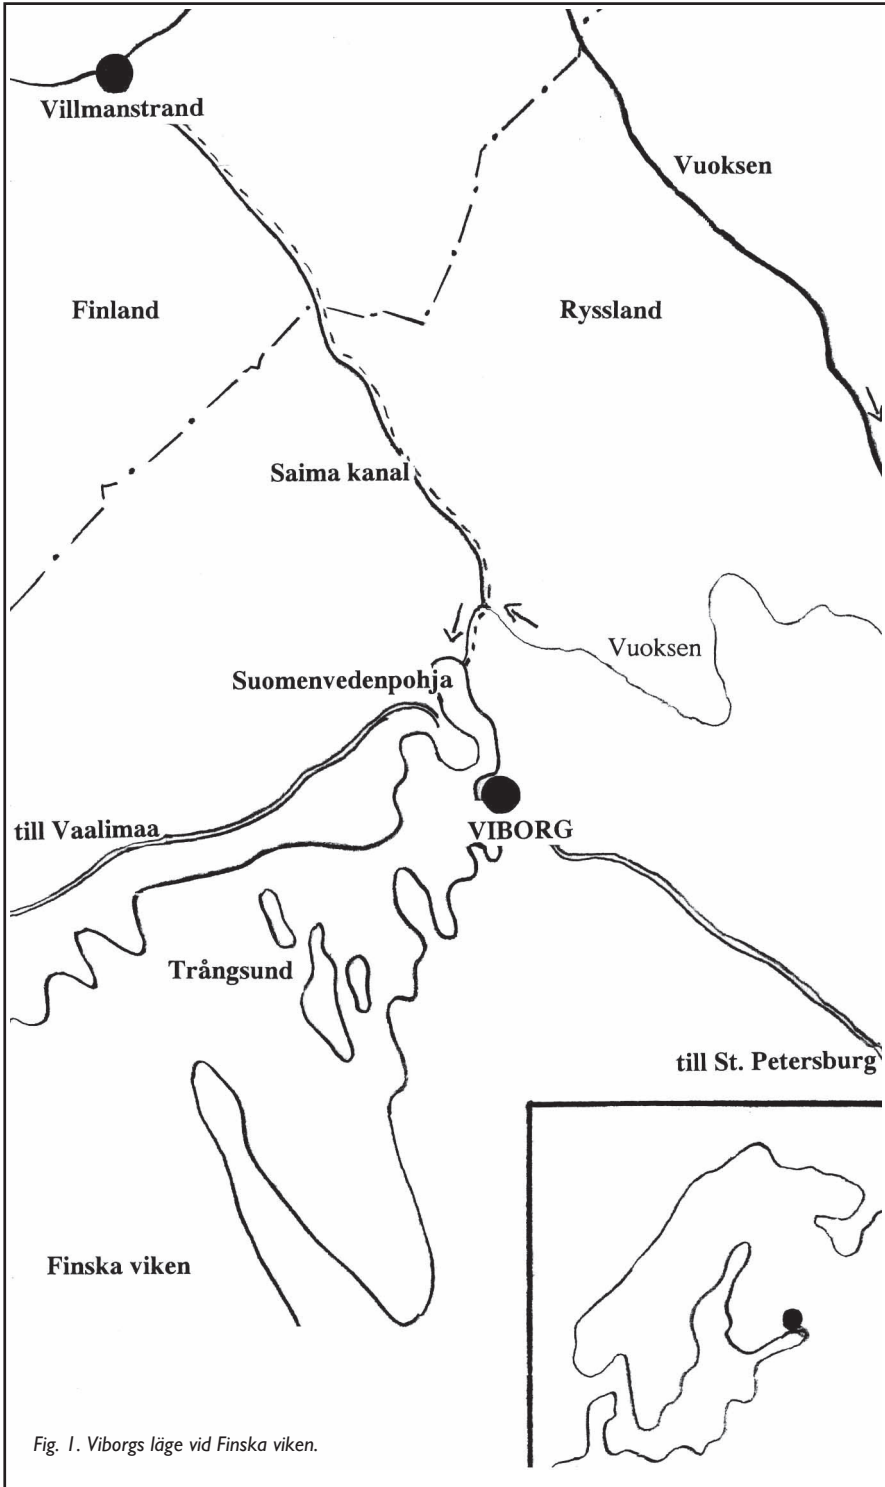 Villmanstrand
Vuoksen
Finland
Ryssland
Saima kanal
Vuoksen
Suomenvedenpohja
till Vaalimaa
VIBORG
Trångsund
till St. Petersburg
Finska viken
Fig. 1. Viborgs läge vid Finska viken.